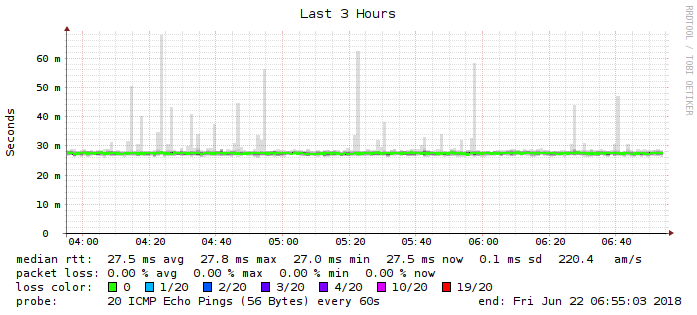 Last 3 Hours
RRDTOOL / TOBI OETIKER
Seconds
60 m
50 m
40 m
30 m
20 m
10 m
0
04:00 04:20 04:40 05:00 05:20 05:40 06:00 06:20 06:40
median rtt: 27.5 ms avg 27.8 ms max 27.0 ms min 27.5 ms now 0.1 ms sd 220.4 am/s
packet loss: 0.00 % avg 0.00 % max 0.00 % min 0.00 % now
loss color: 0 1/20 2/20 3/20 4/20 10/20 19/20
probe: 20 ICMP Echo Pings (56 Bytes) every 60s end: Fri Jun 22 06:55:03 2018